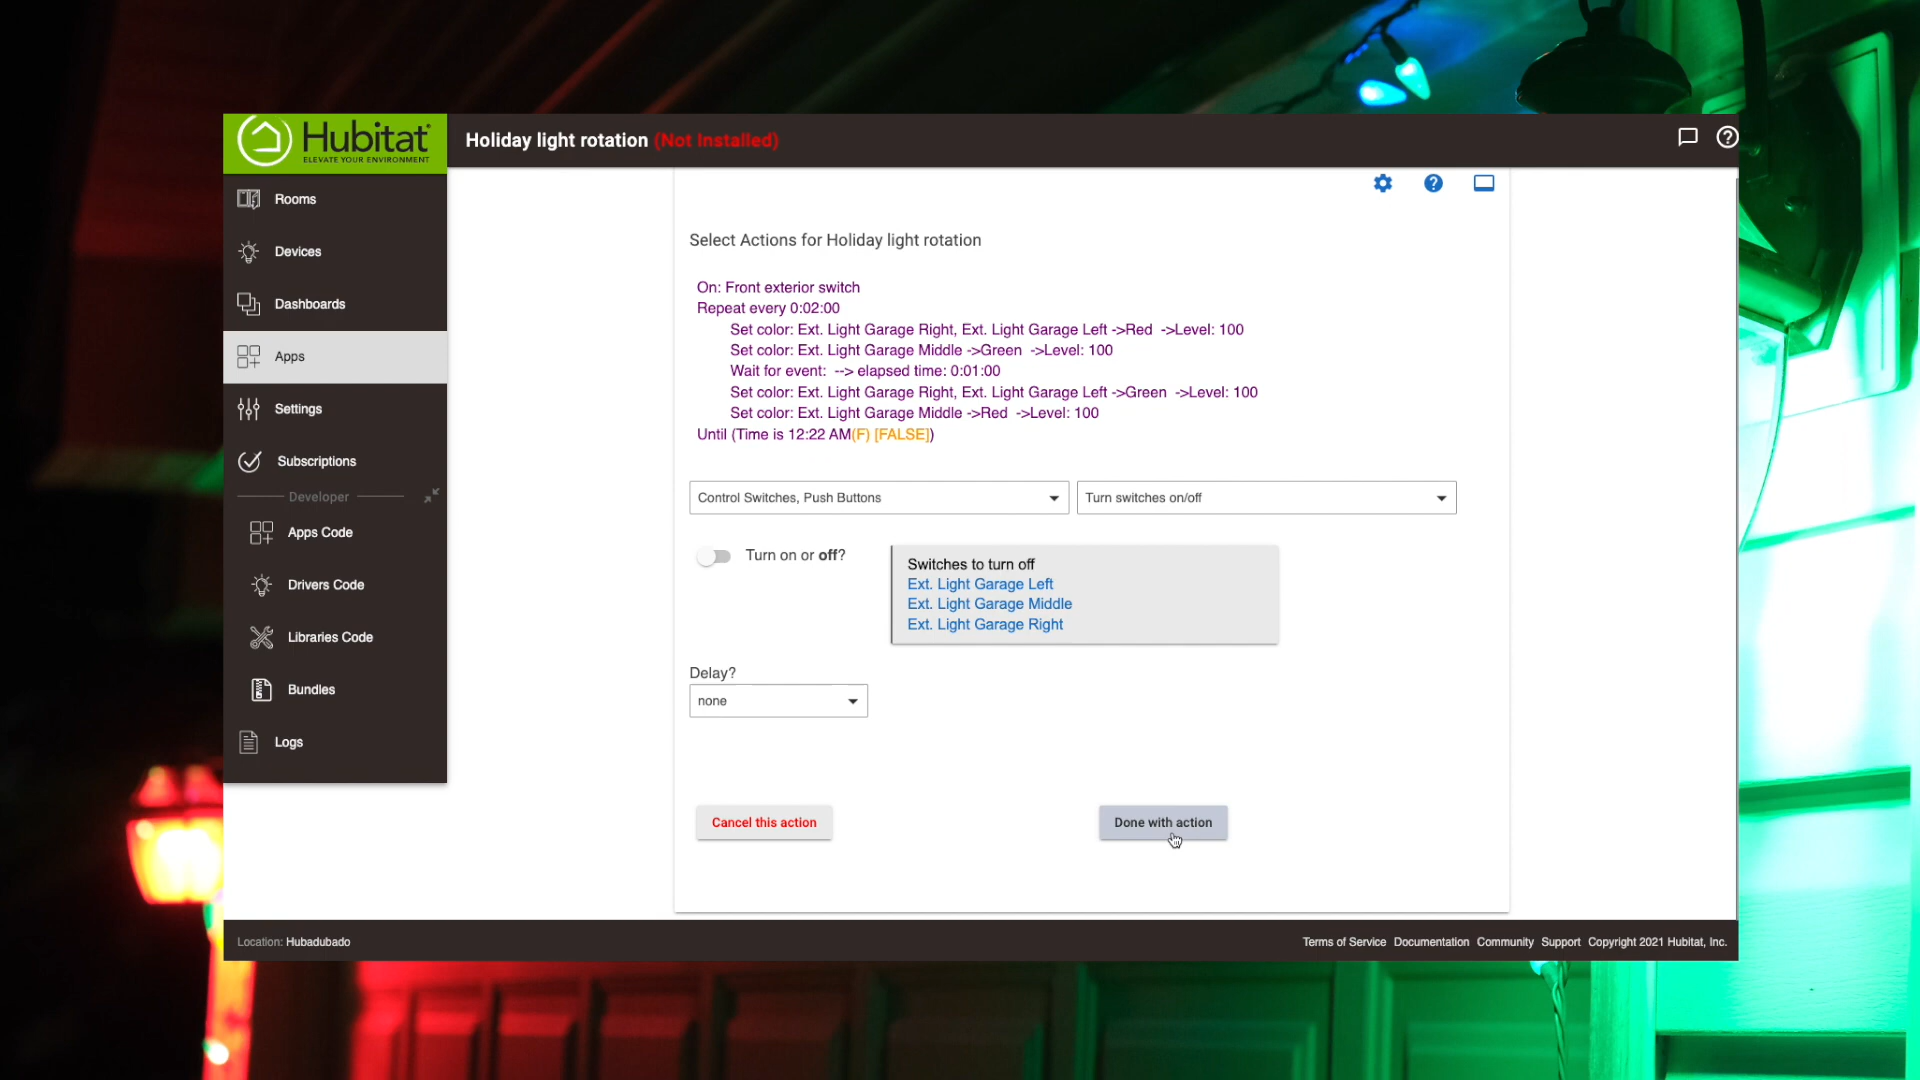 Hubitat®
ELEVATE YOUR ENVIRONMENT
Holiday light rotation (Not Installed)
Rooms
Devices
Dashboards
Apps
Settings
Subscriptions
Developer
Apps Code
Drivers Code
Libraries Code
Bundles
Logs
Select Actions for Holiday light rotation
On: Front exterior switch
Repeat every 0:02:00
Set color: Ext. Light Garage Right, Ext. Light Garage Left ->Red ->Level: 100
Set color: Ext. Light Garage Middle ->Green ->Level: 100
Wait for event: --> elapsed time: 0:01:00
Set color: Ext. Light Garage Right, Ext. Light Garage Left ->Green ->Level: 100
Set color: Ext. Light Garage Middle ->Red ->Level: 100
Until (Time is 12:22 AM(F) [FALSE])
Control Switches, Push Buttons
Turn switches on/off
Turn on or off?
Switches to turn off
Ext. Light Garage Left
Ext. Light Garage Middle
Ext. Light Garage Right
Delay?
none
Cancel this action
Done with action
Location: Hubadubado
Terms of Service Documentation Community Support Copyright 2021 Hubitat, Inc.